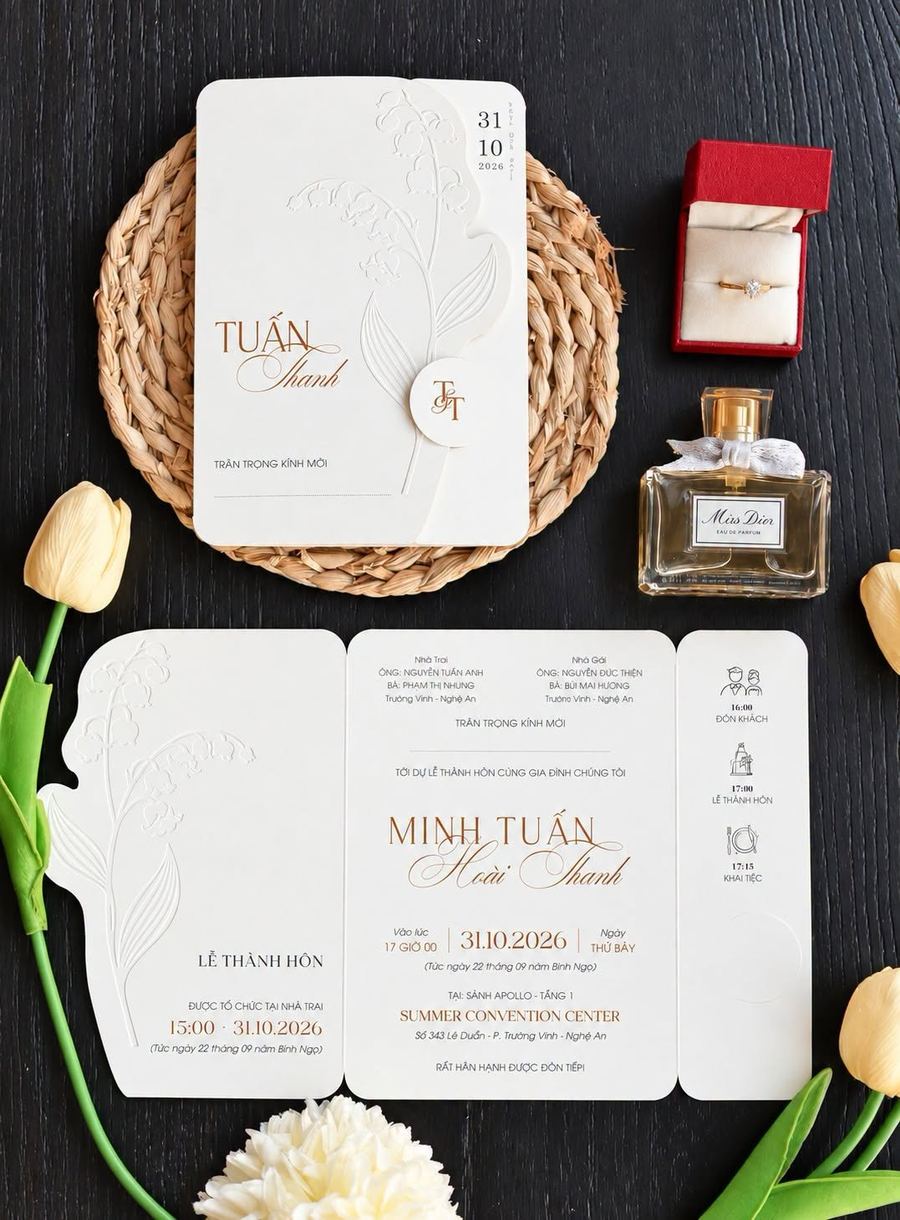 31
10
2026
TUẤN
Thanh
T&T
TRÂN TRỌNG KÍNH MỜI
Miss Dior
EAU DE PARFUM
LỄ THÀNH HÔN
ĐƯỢC TỔ CHỨC TẠI NHÀ TRAI
15:00 · 31.10.2026
(Tức ngày 22 tháng 09 năm Bính Ngọ)
Nhà Trai
ÔNG: NGUYỄN TUẤN ANH
BÀ: PHẠM THỊ NHUNG
Trường Vinh - Nghệ An
Nhà Gái
ÔNG: NGUYỄN ĐỨC THIỆN
BÀ: BÙI MAI HƯƠNG
Trường Vinh - Nghệ An
TRÂN TRỌNG KÍNH MỜI
TỚI DỰ LỄ THÀNH HÔN CÙNG GIA ĐÌNH CHÚNG TÔI
MINH TUẤN
Hoài Thanh
Vào lúc
17 GIỜ 00
31.10.2026
Ngày
THỨ BẢY
(Tức ngày 22 tháng 09 năm Bính Ngọ)
TẠI: SẢNH APOLLO - TẦNG 1
SUMMER CONVENTION CENTER
Số 343 Lê Duẩn - P. Trường Vinh - Nghệ An
RẤT HÂN HẠNH ĐƯỢC ĐÓN TIẾP!
16:00
ĐÓN KHÁCH
17:00
LỄ THÀNH HÔN
17:15
KHAI TIỆC